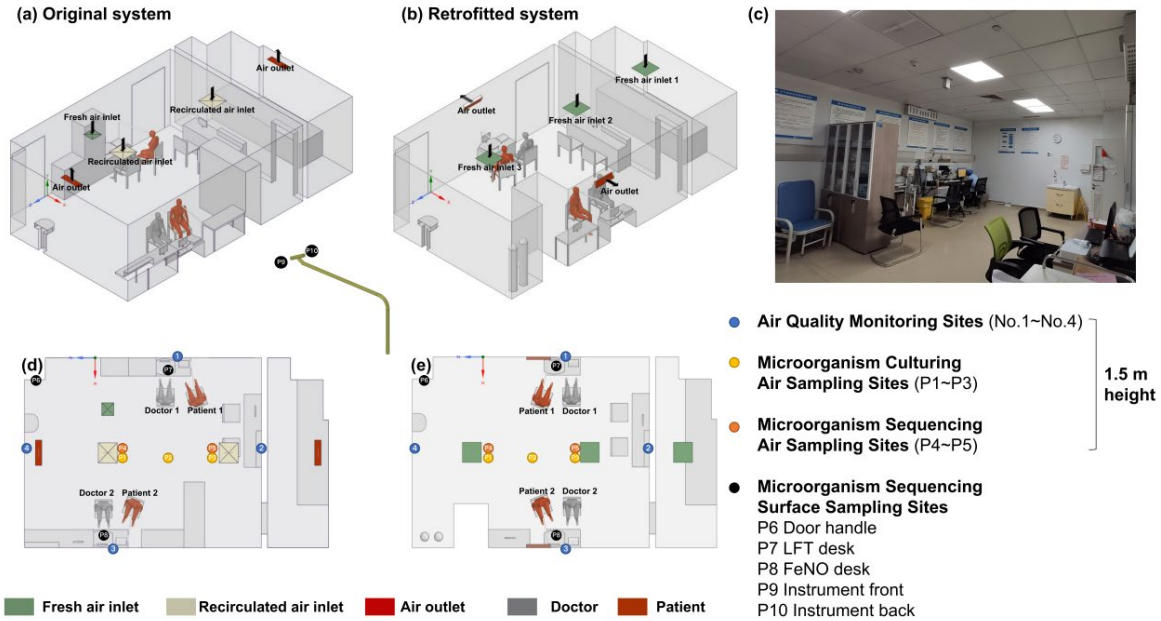 (a) Original system
(b) Retrofitted system
(c)
Air outlet
Recirculated air inlet
Fresh air inlet
Recirculated air inlet
Air outlet
Fresh air inlet 1
Air outlet
Fresh air inlet 2
Fresh air inlet 3
Air outlet
P10
P9
(d)
P6
1
P7
Doctor 1
Patient 1
4
2
Doctor 2
Patient 2
P8
3
(e)
P6
1
P7
Patient 1
Doctor 1
4
2
Patient 2
Doctor 2
P8
3
Air Quality Monitoring Sites (No.1~No.4)
Microorganism Culturing
Air Sampling Sites (P1~P3)
Microorganism Sequencing
Air Sampling Sites (P4~P5)
1.5 m
height
Microorganism Sequencing
Surface Sampling Sites
P6 Door handle
P7 LFT desk
P8 FeNO desk
P9 Instrument front
P10 Instrument back
Fresh air inlet
Recirculated air inlet
Air outlet
Doctor
Patient